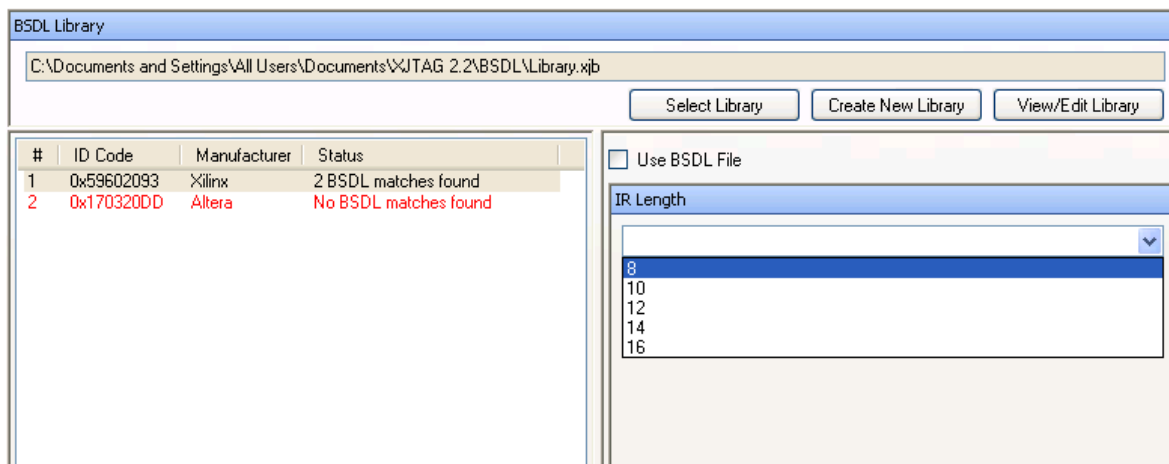 BSDL Library
C:\Documents and Settings\All Users\Documents\XJTAG 2.2\BSDL\Library.xjb
Select Library Create New Library View/Edit Library
# ID Code Manufacturer Status
1 0x59602093 Xilinx 2 BSDL matches found
2 0x170320DD Altera No BSDL matches found
Use BSDL File
IR Length
8
10
12
14
16